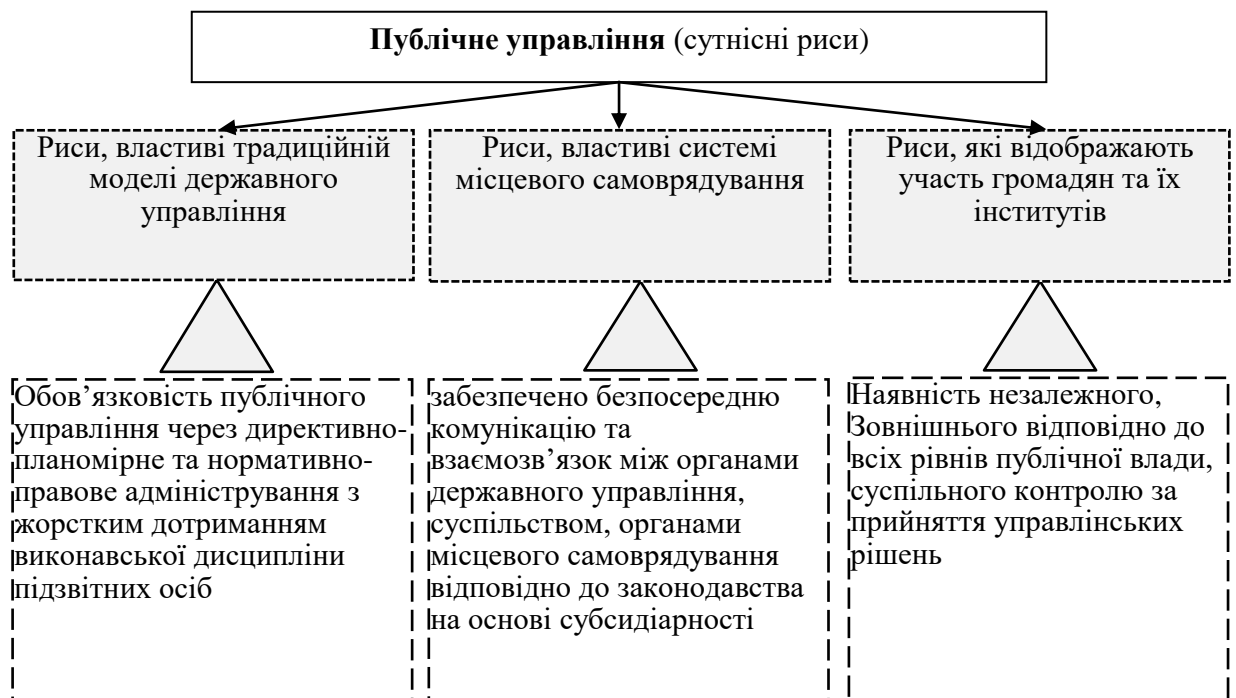 Публічне управління (сутнісні риси)
Риси, властиві традиційній
моделі державного
управління
Риси, властиві системі
місцевого самоврядування
Риси, які відображають
участь громадян та їх
інститутів
Обов’язковість публічного
управління через директивно-
планомірне та нормативно-
правове адміністрування з
жорстким дотриманням
виконавської дисципліни
підзвітних осіб
забезпечено безпосередню
комунікацію та
взаємозв’язок між органами
державного управління,
суспільством, органами
місцевого самоврядування
відповідно до законодавства
на основі субсидіарності
Наявність незалежного,
Зовнішнього відповідно до
всіх рівнів публічної влади,
суспільного контролю за
прийняття управлінських
рішень